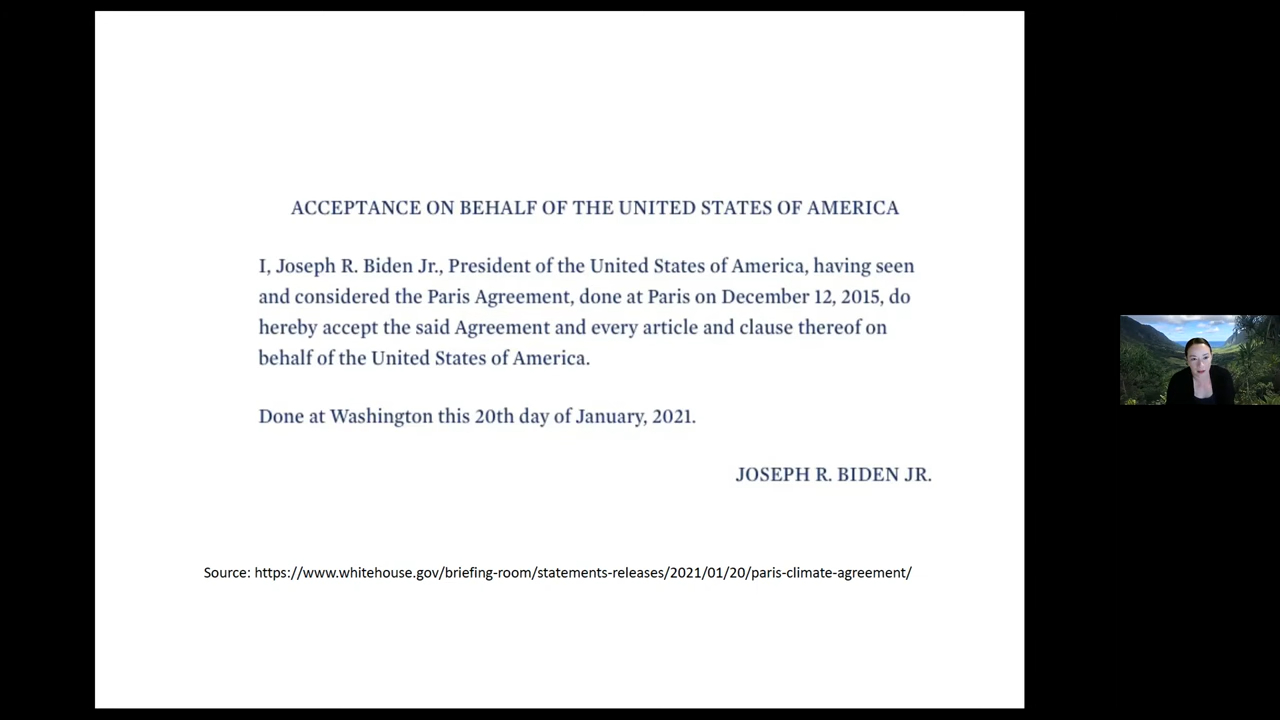 ACCEPTANCE ON BEHALF OF THE UNITED STATES OF AMERICA
I, Joseph R. Biden Jr., President of the United States of America, having seen
and considered the Paris Agreement, done at Paris on December 12, 2015, do
hereby accept the said Agreement and every article and clause thereof on
behalf of the United States of America.
Done at Washington this 20th day of January, 2021.
JOSEPH R. BIDEN JR.
Source: https://www.whitehouse.gov/briefing-room/statements-releases/2021/01/20/paris-climate-agreement/